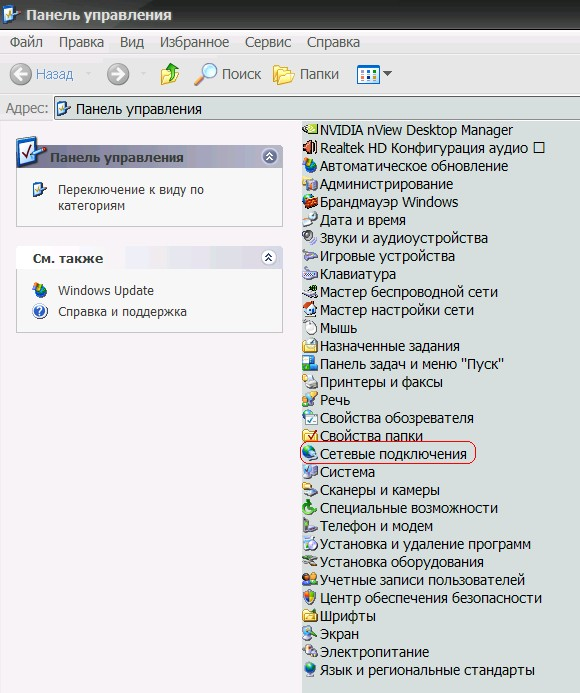 Панель управления
Файл Правка Вид Избранное Сервис Справка
Назад Поиск Папки
Адрес: Панель управления
Панель управления
Переключение к виду по
категориям
См. также
Windows Update
Справка и поддержка
NVIDIA nView Desktop Manager
Realtek HD Конфигурация аудио □
Автоматическое обновление
Администрирование
Брандмауэр Windows
Дата и время
Звуки и аудиоустройства
Игровые устройства
Клавиатура
Мастер беспроводной сети
Мастер настройки сети
Мышь
Назначенные задания
Панель задач и меню "Пуск"
Принтеры и факсы
Речь
Свойства обозревателя
Свойства папки
Сетевые подключения
Система
Сканеры и камеры
Специальные возможности
Телефон и модем
Установка и удаление программ
Установка оборудования
Учетные записи пользователей
Центр обеспечения безопасности
Шрифты
Экран
Электропитание
Язык и региональные стандарты